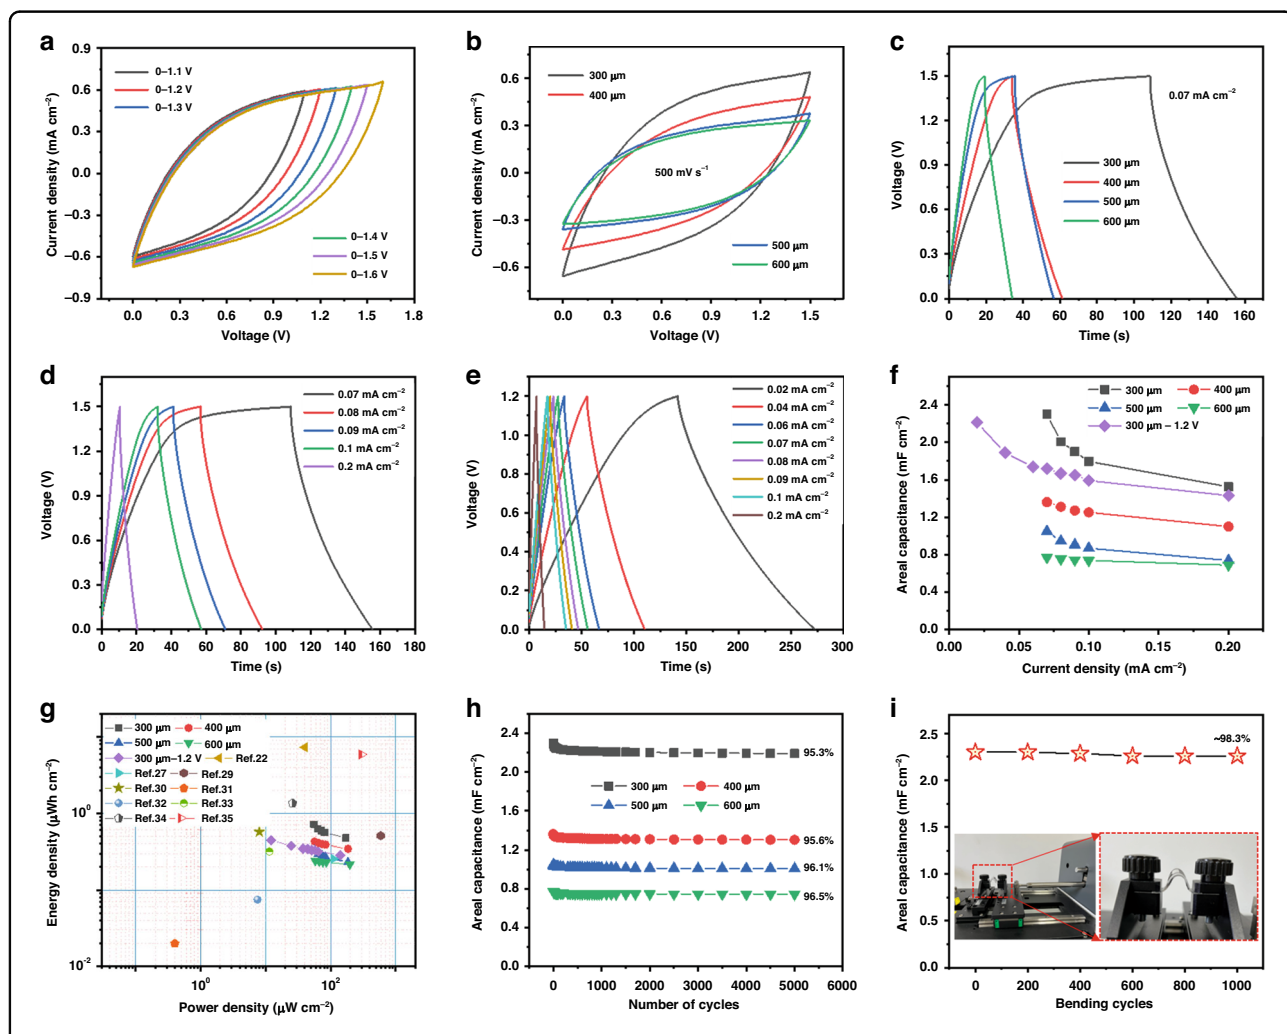 a
0.9
0.6
0.3
0.0
–0.3
–0.6
–0.9
Current density (mA cm⁻²)
0–1.1 V
0–1.2 V
0–1.3 V
0–1.4 V
0–1.5 V
0–1.6 V
0.0 0.3 0.6 0.9 1.2 1.5 1.8
Voltage (V)
b
0.6
0.3
0.0
–0.3
–0.6
Current density (mA cm⁻²)
300 µm
400 µm
500 mV s⁻¹
500 µm
600 µm
0.0 0.3 0.6 0.9 1.2 1.5
Voltage (V)
c
1.8
1.5
1.2
0.9
0.6
0.3
0.0
Voltage (V)
0.07 mA cm⁻²
300 µm
400 µm
500 µm
600 µm
0 20 40 60 80 100 120 140 160
Time (s)
d
1.8
1.5
1.2
0.9
0.6
0.3
0.0
Voltage (V)
0.07 mA cm⁻²
0.08 mA cm⁻²
0.09 mA cm⁻²
0.1 mA cm⁻²
0.2 mA cm⁻²
0 20 40 60 80 100 120 140 160 180
Time (s)
e
1.2
1.0
0.8
0.6
0.4
0.2
0.0
Voltage (V)
0.02 mA cm⁻²
0.04 mA cm⁻²
0.06 mA cm⁻²
0.07 mA cm⁻²
0.08 mA cm⁻²
0.09 mA cm⁻²
0.1 mA cm⁻²
0.2 mA cm⁻²
0 50 100 150 200 250 300
Time (s)
f
2.4
2.0
1.6
1.2
0.8
0.4
0.0
Areal capacitance (mF cm⁻²)
300 µm 400 µm
500 µm 600 µm
300 µm – 1.2 V
0.00 0.05 0.10 0.15 0.20
Current density (mA cm⁻²)
g
10⁰
10⁻¹
10⁻²
Energy density (µWh cm⁻²)
300 µm 400 µm
500 µm 600 µm
300 µm–1.2 V Ref.22
Ref.27 Ref.29
Ref.30 Ref.31
Ref.32 Ref.33
Ref.34 Ref.35
10⁰ 10²
Power density (µW cm⁻²)
h
2.8
2.4
2.0
1.6
1.2
0.8
0.4
0.0
Areal capacitance (mF cm⁻²)
95.3%
300 µm 400 µm
500 µm 600 µm
95.6%
96.1%
96.5%
0 1000 2000 3000 4000 5000 6000
Number of cycles
i
2.5
2.0
1.5
1.0
0.5
0.0
Areal capacitance (mF cm⁻²)
~98.3%
0 200 400 600 800 1000
Bending cycles